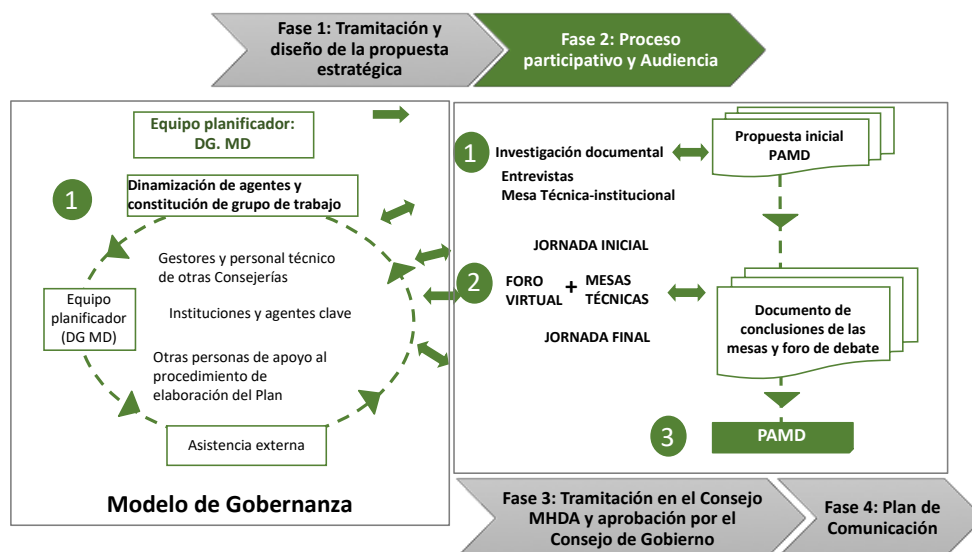 Fase 1: Tramitación y
diseño de la propuesta
estratégica
Fase 2: Proceso
participativo y Audiencia
Equipo planificador:
DG. MD
1
Dinamización de agentes y
constitución de grupo de trabajo
Gestores y personal técnico
de otras Consejerías
Equipo
planificador
(DG MD)
Instituciones y agentes clave
Otras personas de apoyo al
procedimiento de
elaboración del Plan
Asistencia externa
Modelo de Gobernanza
1
Investigación documental
Entrevistas
Mesa Técnica-institucional
Propuesta inicial
PAMD
JORNADA INICIAL
2
FORO
VIRTUAL
+
MESAS
TÉCNICAS
JORNADA FINAL
Documento de
conclusiones de las
mesas y foro de debate
3
PAMD
Fase 3: Tramitación en el Consejo
MHDA y aprobación por el
Consejo de Gobierno
Fase 4: Plan de
Comunicación